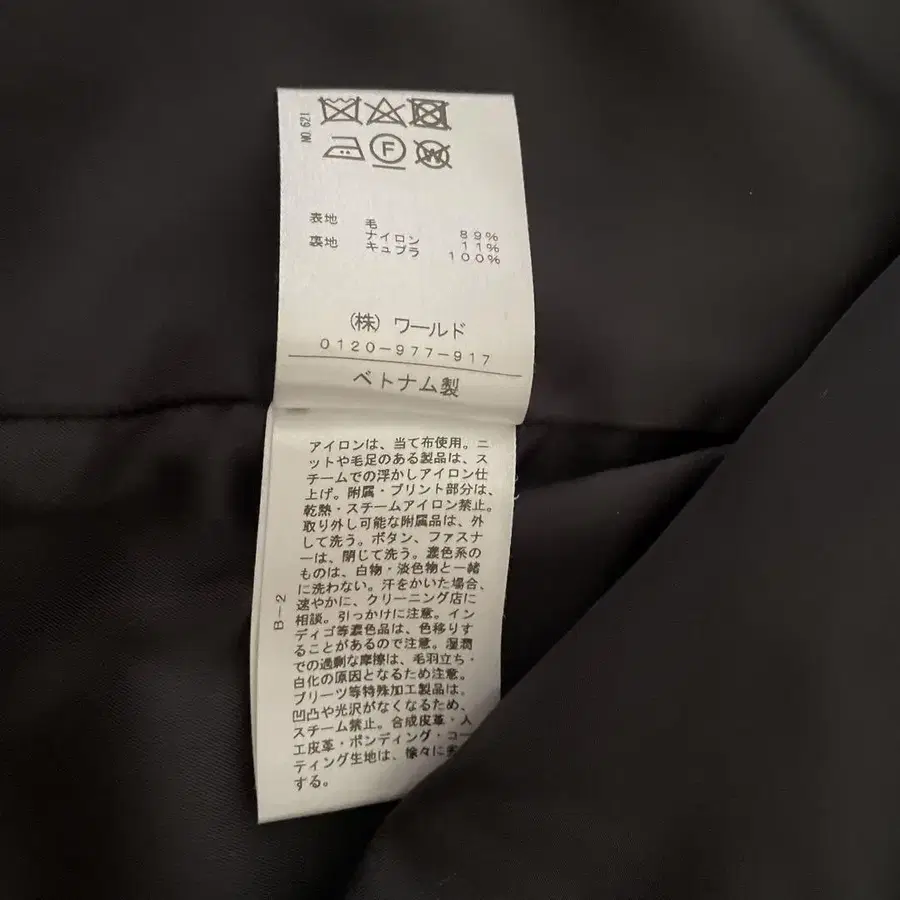 NO.621
F
W
表地 毛 89%
ナイロン 11%
裏地 キュプラ 100%
(株) ワールド
0120-977-917
ベトナム製
アイロンは、当て布使用。ニ
ットや毛足のある製品は、ス
チームでの浮かしアイロン仕
上げ。附属・プリント部分は、
乾熱・スチームアイロン禁止。
取り外し可能な附属品は、外
して洗う。ボタン、ファスナ
ーは、閉じて洗う。濃色系の
ものは、白物・淡色物と一緒
に洗わない。汗をかいた場合、
速やかに、クリーニング店に
相談。引っかけに注意。イン
ディゴ等濃色品は、色移りす
ることがあるので注意。湿潤
での過剰な摩擦は、毛羽立ち・
白化の原因となるため注意。
プリーツ等特殊加工製品は、
凹凸や光沢がなくなるため、
スチーム禁止。合成皮革・人
工皮革・ボンディング・コー
ティング生地は、徐々に劣
する。
B-2